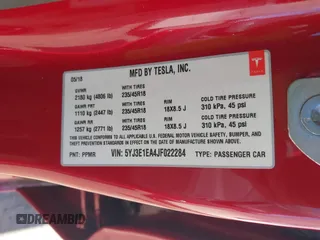 05/18
MFD BY TESLA, INC.
GVWR
WITH TIRES
2180 kg (4806 lb)
235/45R18
GAWR FRT
WITH TIRES
RIM
COLD TIRE PRESSURE
1110 kg (2447 lb)
235/45R18
18X8.5 J
310 kPa, 45 psi
GAWR RR
WITH TIRES
RIM
COLD TIRE PRESSURE
1257 kg (2771 lb)
235/45R18
18X8.5 J
310 kPa, 45 psi
THIS VEHICLE CONFORMS TO ALL APPLICABLE U.S. FEDERAL MOTOR VEHICLE SAFETY, BUMPER, AND
THEFT PREVENTION STANDARDS IN EFFECT ON THE DATE OF MANUFACTURE SHOWN ABOVE.
PNT: PPMR
VIN: 5YJ3E1EA4JF022284
TYPE: PASSENGER CAR
TESLA
DREAMBID